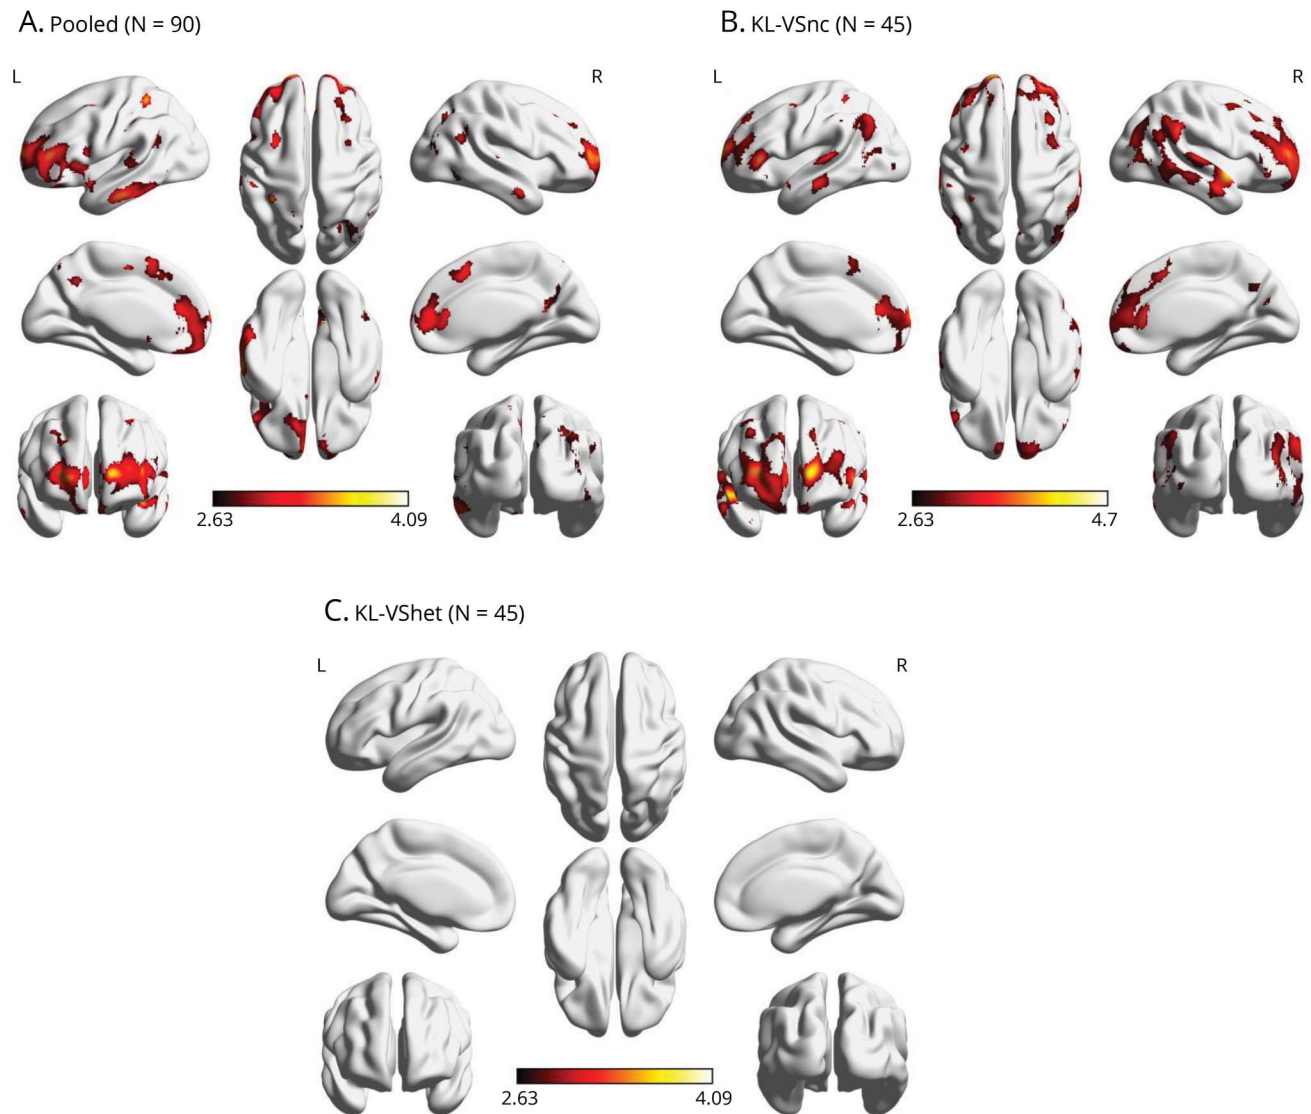 A. Pooled (N = 90)
B. KL-VSnc (N = 45)
L
R
L
R
2.63
4.09
2.63
4.7
C. KL-VShet (N = 45)
L
R
2.63
4.09